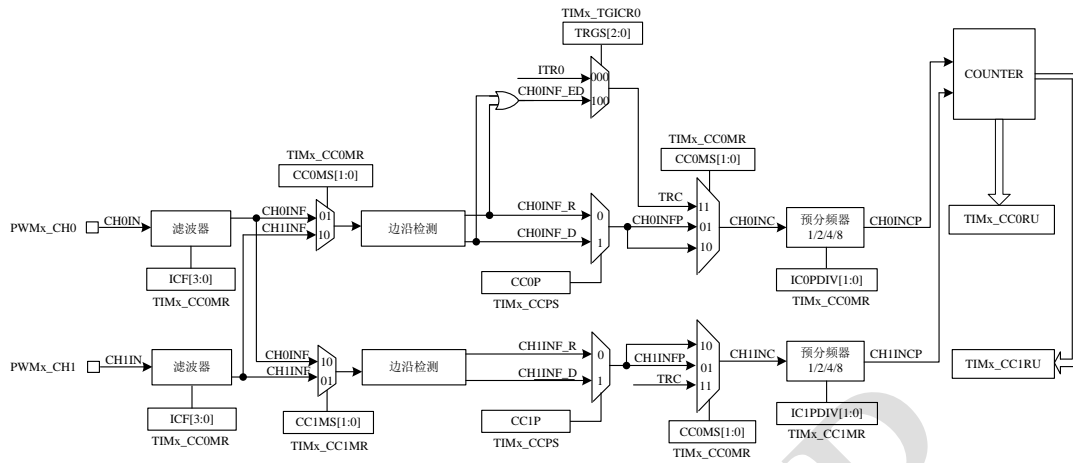 TIMx_TGICR0
TRGS[2:0]
ITR0
000
CH0INF_ED
100
COUNTER
TIMx_CC0MR
CC0MS[1:0]
TIMx_CC0MR
CC0MS[1:0]
PWMx_CH0
CH0IN
滤波器
CH0INF
CH1INF
01
10
边沿检测
CH0INF_R
CH0INF_D
0
1
CH0INFP
TRC
11
01
10
CH0INC
预分频器
1/2/4/8
CH0INCP
TIMx_CC0RU
ICF[3:0]
TIMx_CC0MR
CC0P
TIMx_CCPS
IC0PDIV[1:0]
TIMx_CC0MR
PWMx_CH1
CH1IN
滤波器
CH0INF
CH1INF
10
01
边沿检测
CH1INF_R
CH1INF_D
0
1
CH1INFP
TRC
10
01
11
CH1INC
预分频器
1/2/4/8
CH1INCP
TIMx_CC1RU
ICF[3:0]
TIMx_CC0MR
CC1MS[1:0]
TIMx_CC1MR
CC1P
TIMx_CCPS
CC0MS[1:0]
TIMx_CC0MR
IC1PDIV[1:0]
TIMx_CC1MR